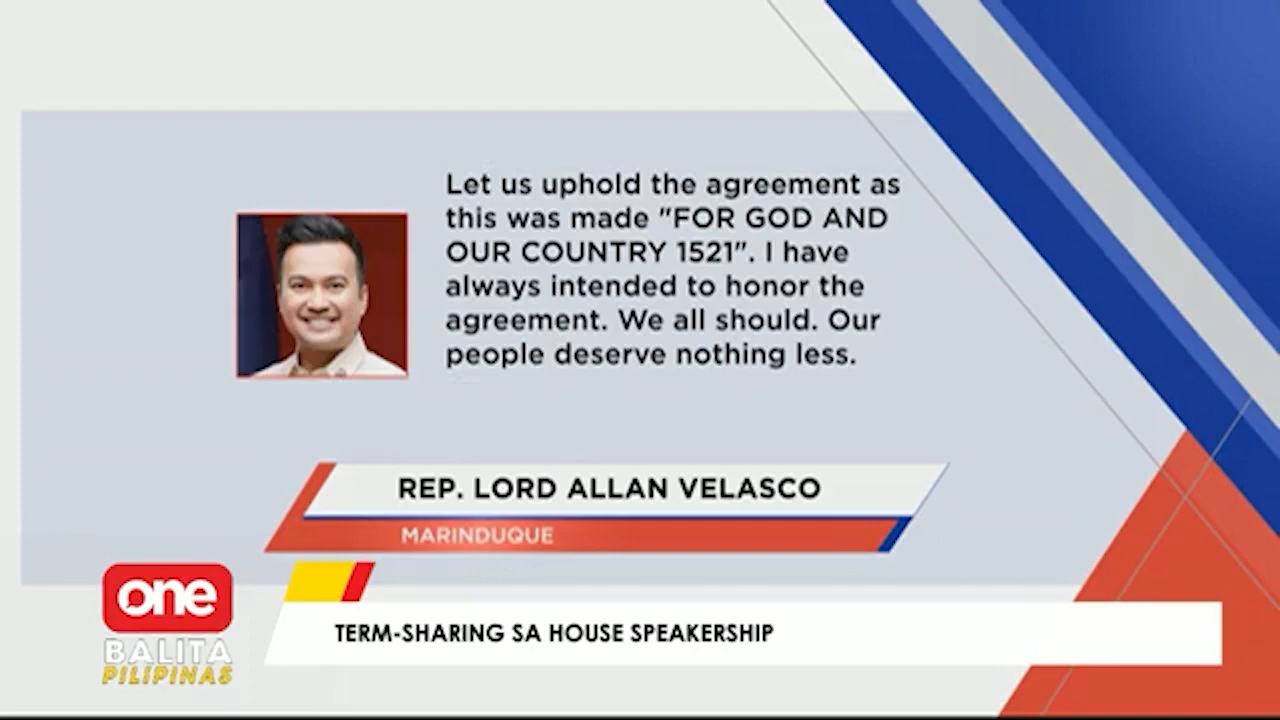 Let us uphold the agreement as
this was made "FOR GOD AND
OUR COUNTRY 1521". I have
always intended to honor the
agreement. We all should. Our
people deserve nothing less.
REP. LORD ALLAN VELASCO
MARINDUQUE
one
BALITA
PILIPINAS
TERM-SHARING SA HOUSE SPEAKERSHIP